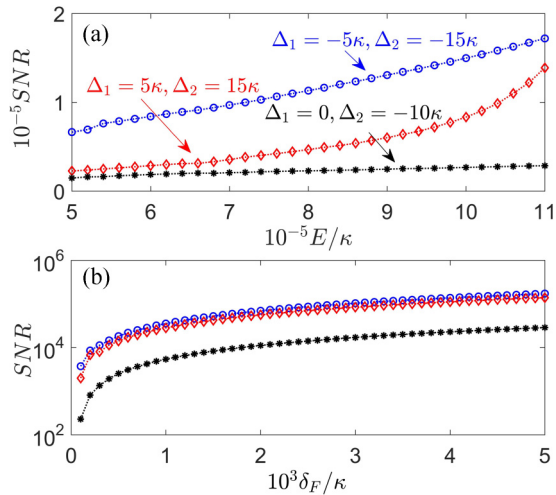 2
(a)
Δ₁ = −5κ, Δ₂ = −15κ
Δ₁ = 5κ, Δ₂ = 15κ
Δ₁ = 0, Δ₂ = −10κ
10⁻⁵SNR
1
0
5 6 7 8 9 10 11
10⁻⁵E/κ
10⁶
(b)
SNR
10⁴
10²
0 1 2 3 4 5
10³δ_F/κ